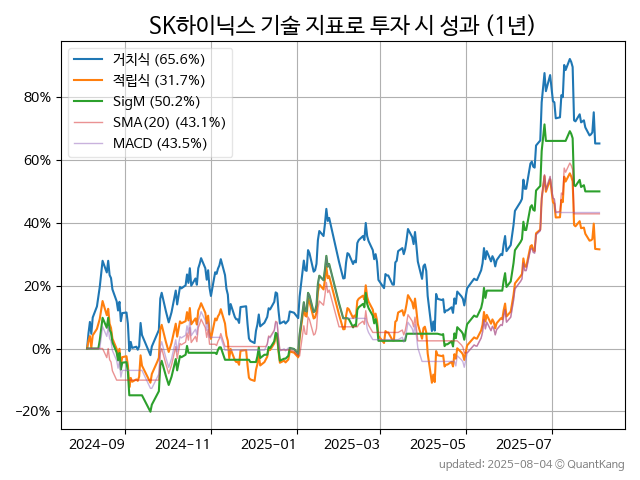 SK하이닉스 기술 지표로 투자 시 성과 (1년)
거치식 (65.6%)
적립식 (31.7%)
SigM (50.2%)
SMA(20) (43.1%)
MACD (43.5%)
80%
60%
40%
20%
0%
−20%
2024-09 2024-11 2025-01 2025-03 2025-05 2025-07
updated: 2025-08-04 © QuantKang